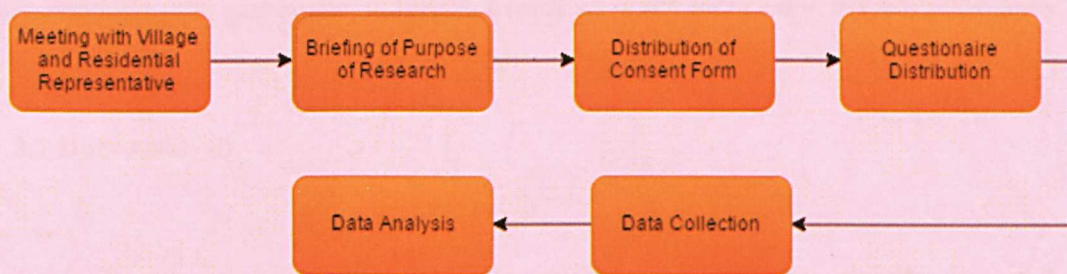 Meeting with Village
and Residential
Representative
Briefing of Purpose
of Research
Distribution of
Consent Form
Questionaire
Distribution
Data Collection
Data Analysis